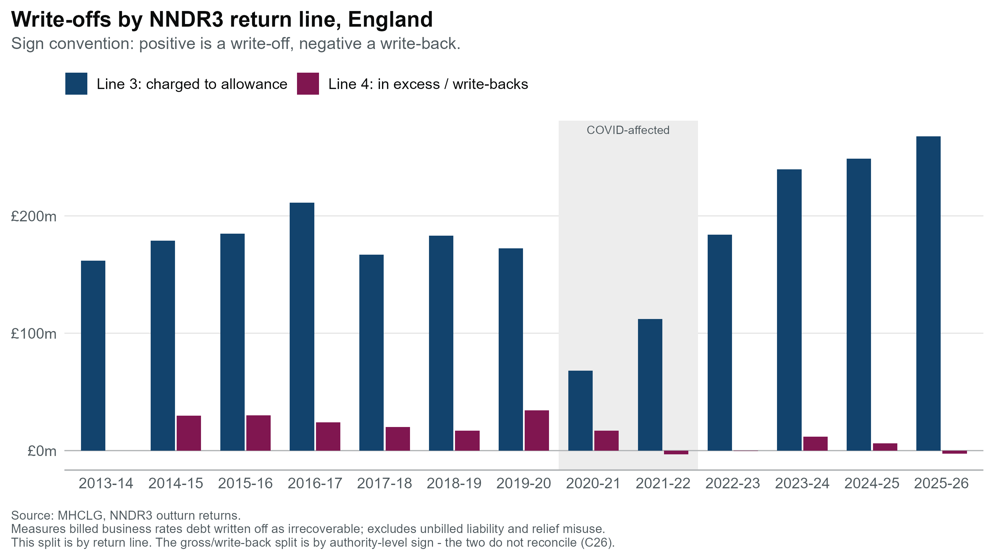 Write-offs by NNDR3 return line, England
Sign convention: positive is a write-off, negative a write-back.
Line 3: charged to allowance
Line 4: in excess / write-backs
COVID-affected
£200m
£100m
£0m
2013-14
2014-15
2015-16
2016-17
2017-18
2018-19
2019-20
2020-21
2021-22
2022-23
2023-24
2024-25
2025-26
Source: MHCLG, NNDR3 outturn returns.
Measures billed business rates debt written off as irrecoverable; excludes unbilled liability and relief misuse.
This split is by return line. The gross/write-back split is by authority-level sign - the two do not reconcile (C26).